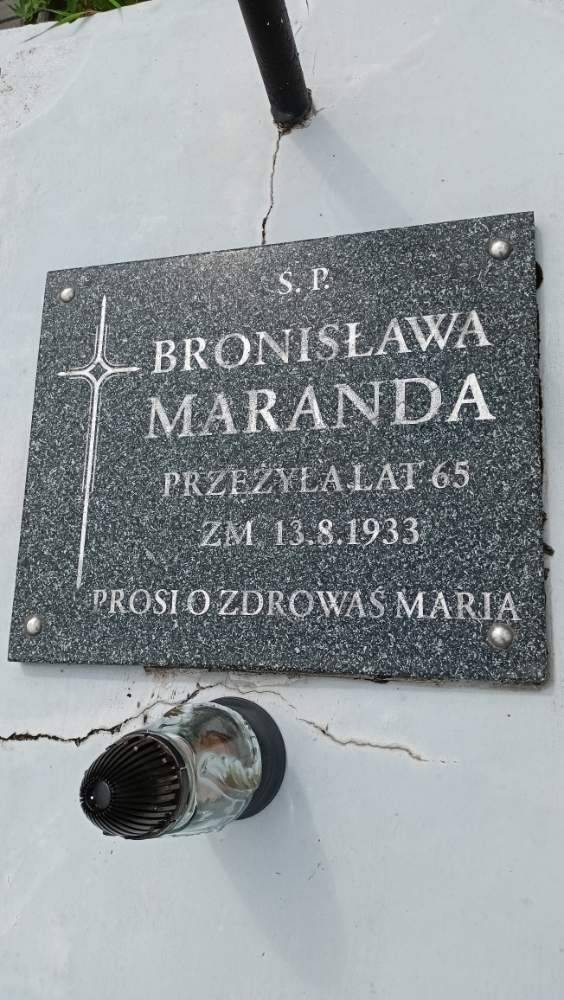 Ś. P.
BRONISŁAWA
MARANDA
PRZEŻYŁA LAT 65
ZM 13.8.1933
PROSI O ZDROWAŚ MARIA